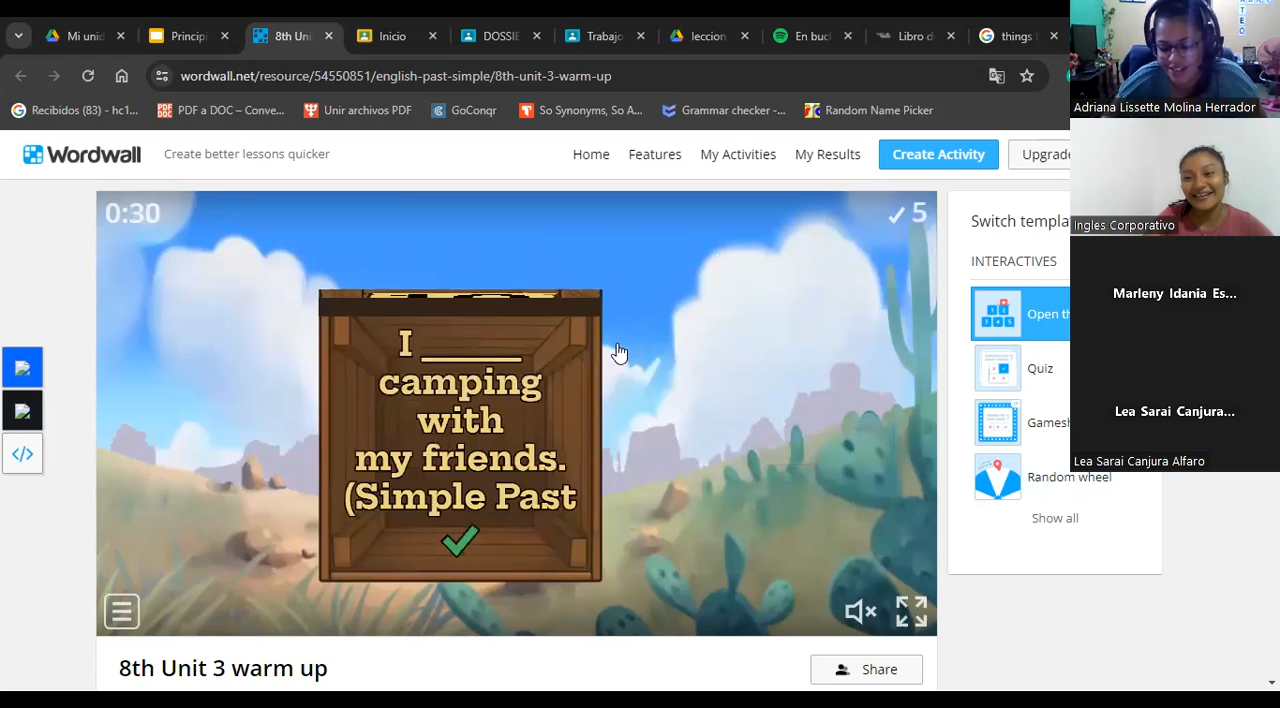 Mi unid
Principi
8th Uni
Inicio
DOSSIE
Trabajo
leccion
En buc
Libro d
things
wordwall.net/resource/54550851/english-past-simple/8th-unit-3-warm-up
Recibidos (83) - hc1...
PDF a DOC – Conve...
Unir archivos PDF
GoConqr
So Synonyms, So A...
Grammar checker -...
Random Name Picker
Wordwall
Create better lessons quicker
Home
Features
My Activities
My Results
Create Activity
Upgrade
0:30
5
I ______
camping
with
my friends.
(Simple Past
8th Unit 3 warm up
Share
Switch templa
INTERACTIVES
Open th
Quiz
Gamesh
Random wheel
Show all
Adriana Lissette Molina Herrador
Ingles Corporativo
Marleny Idania Es...
Lea Sarai Canjura...
Lea Sarai Canjura Alfaro